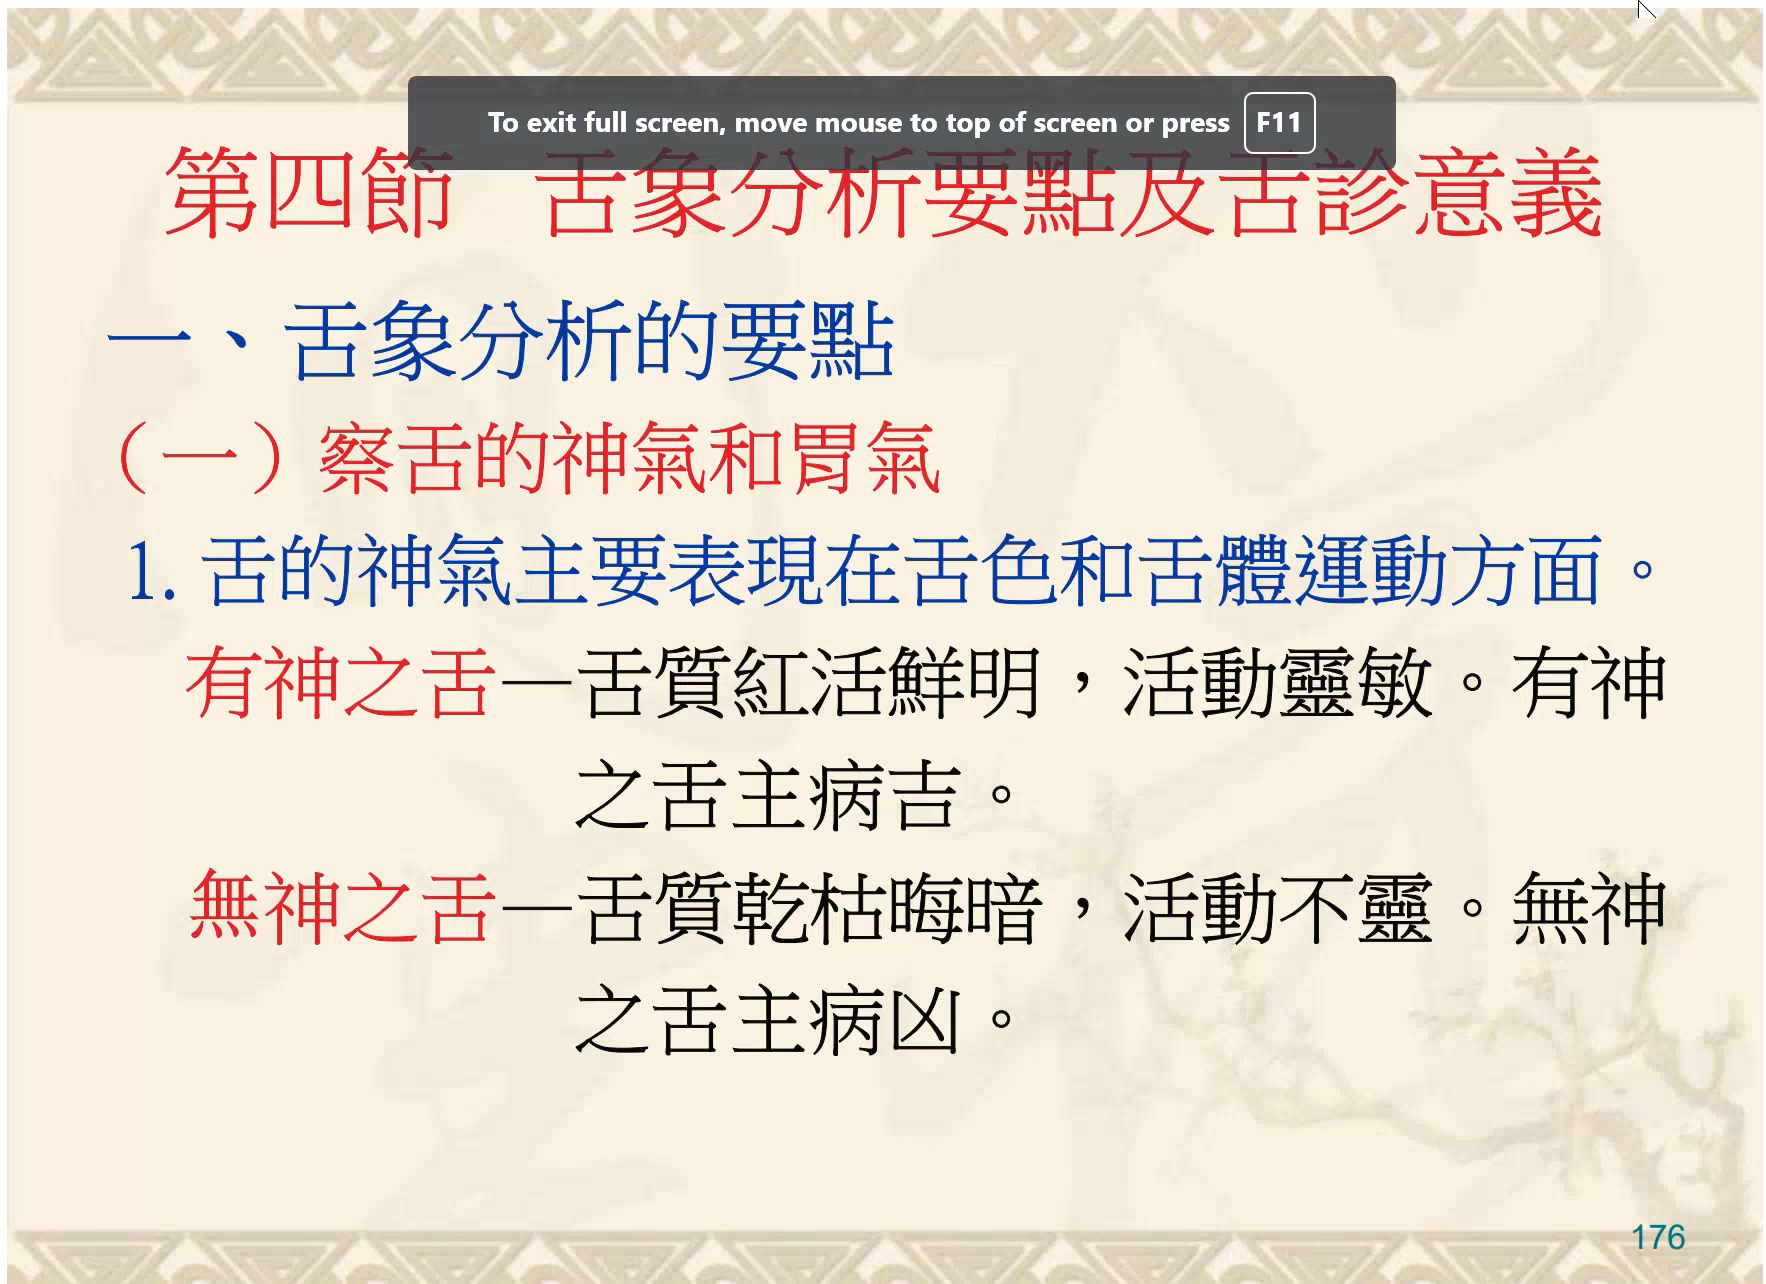 To exit full screen, move mouse to top of screen or press F11
第四節 舌象分析要點及舌診意義
一、舌象分析的要點
（一）察舌的神氣和胃氣
1. 舌的神氣主要表現在舌色和舌體運動方面。
有神之舌—舌質紅活鮮明，活動靈敏。有神
之舌主病吉。
無神之舌—舌質乾枯晦暗，活動不靈。無神
之舌主病凶。
176